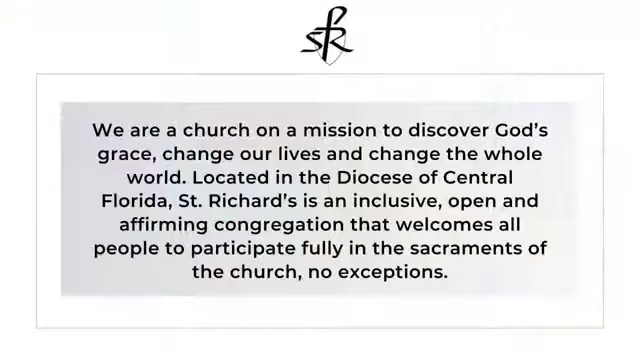 SR
We are a church on a mission to discover God's
grace, change our lives and change the whole
world. Located in the Diocese of Central
Florida, St. Richard's is an inclusive, open and
affirming congregation that welcomes all
people to participate fully in the sacraments of
the church, no exceptions.